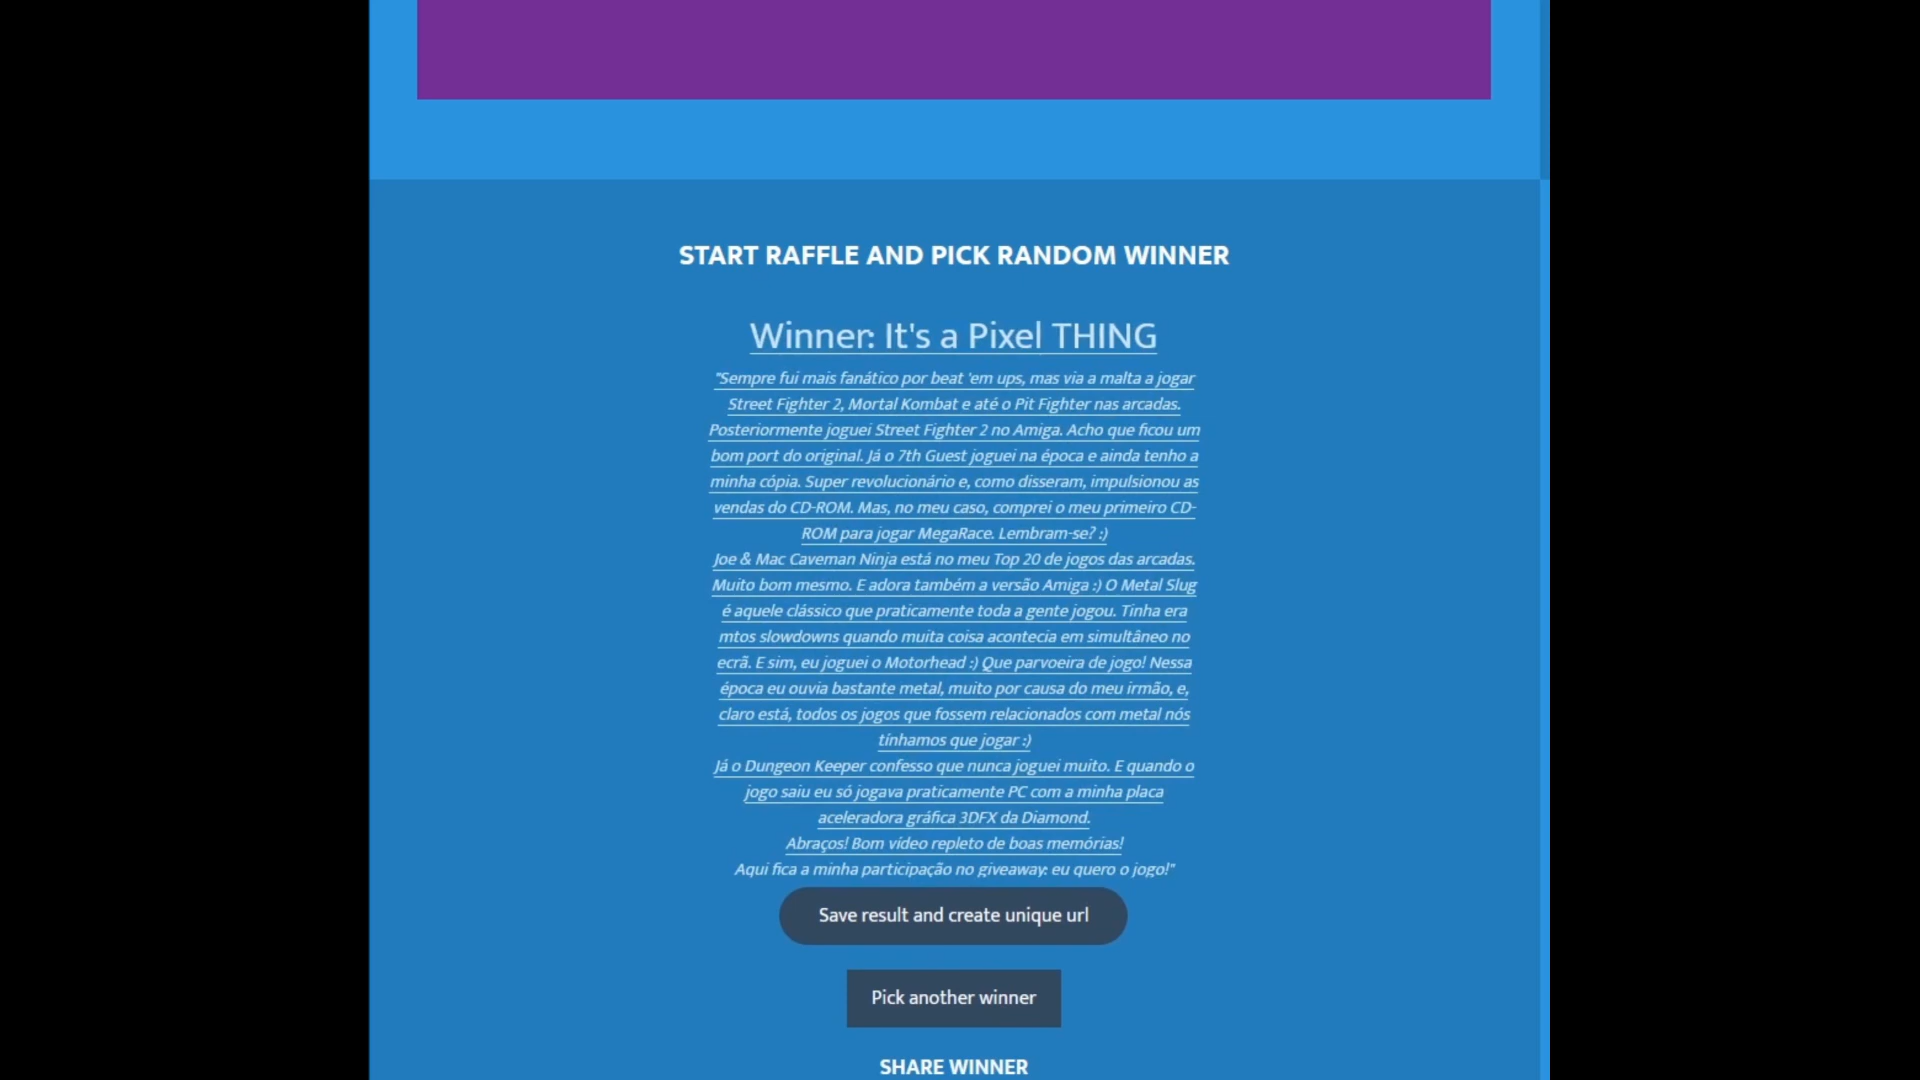 START RAFFLE AND PICK RANDOM WINNER
Winner: It's a Pixel THING
"Sempre fui mais fanático por beat 'em ups, mas via a malta a jogar
Street Fighter 2, Mortal Kombat e até o Pit Fighter nas arcadas.
Posteriormente joguei Street Fighter 2 no Amiga. Acho que ficou um
bom port do original. Já o 7th Guest joguei na época e ainda tenho a
minha cópia. Super revolucionário e, como disseram, impulsionou as
vendas do CD-ROM. Mas, no meu caso, comprei o meu primeiro CD-
ROM para jogar MegaRace. Lembram-se? :)
Joe & Mac Caveman Ninja está no meu Top 20 de jogos das arcadas.
Muito bom mesmo. E adora também a versão Amiga :) O Metal Slug
é aquele clássico que praticamente toda a gente jogou. Tinha era
mtos slowdowns quando muita coisa acontecia em simultâneo no
ecrã. E sim, eu joguei o Motorhead :) Que parvoeira de jogo! Nessa
época eu ouvia bastante metal, muito por causa do meu irmão, e,
claro está, todos os jogos que fossem relacionados com metal nós
tínhamos que jogar :)
Já o Dungeon Keeper confesso que nunca joguei muito. E quando o
jogo saiu eu só jogava praticamente PC com a minha placa
aceleradora gráfica 3DFX da Diamond.
Abraços! Bom vídeo repleto de boas memórias!
Aqui fica a minha participação no giveaway: eu quero o jogo!"
Save result and create unique url
Pick another winner
SHARE WINNER